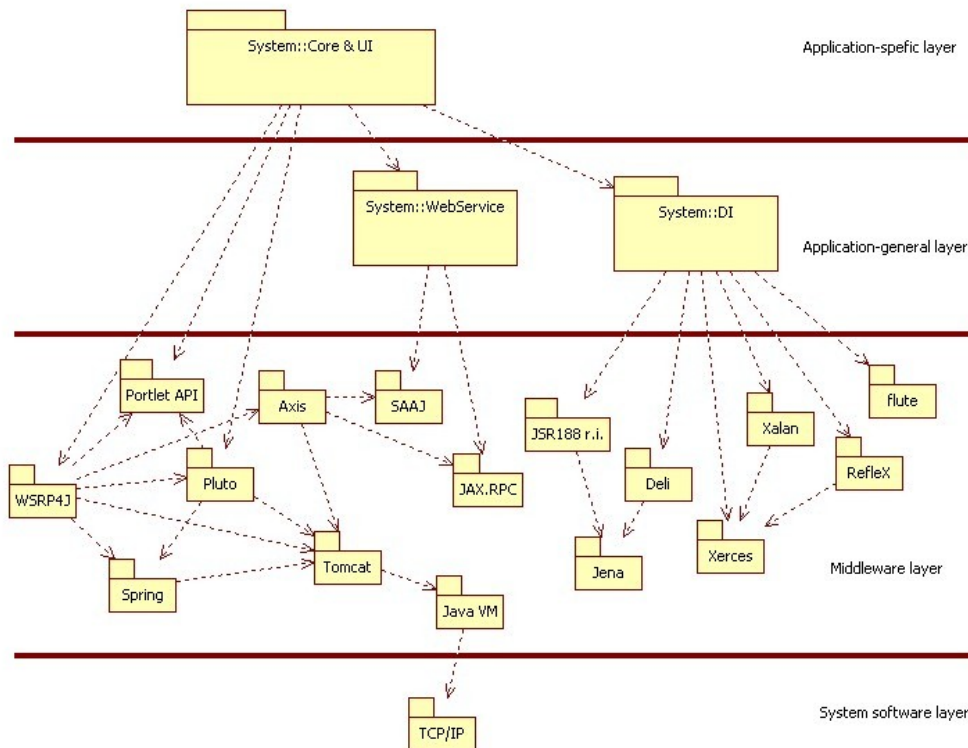 System::Core & UI
Application-spefic layer
System::WebService
System::DI
Application-general layer
Portlet API
Axis
SAAJ
flute
JSR188 r.i.
Xalan
WSRP4J
Pluto
JAX.RPC
Deli
RefleX
Spring
Tomcat
Jena
Xerces
Middleware layer
Java VM
System software layer
TCP/IP